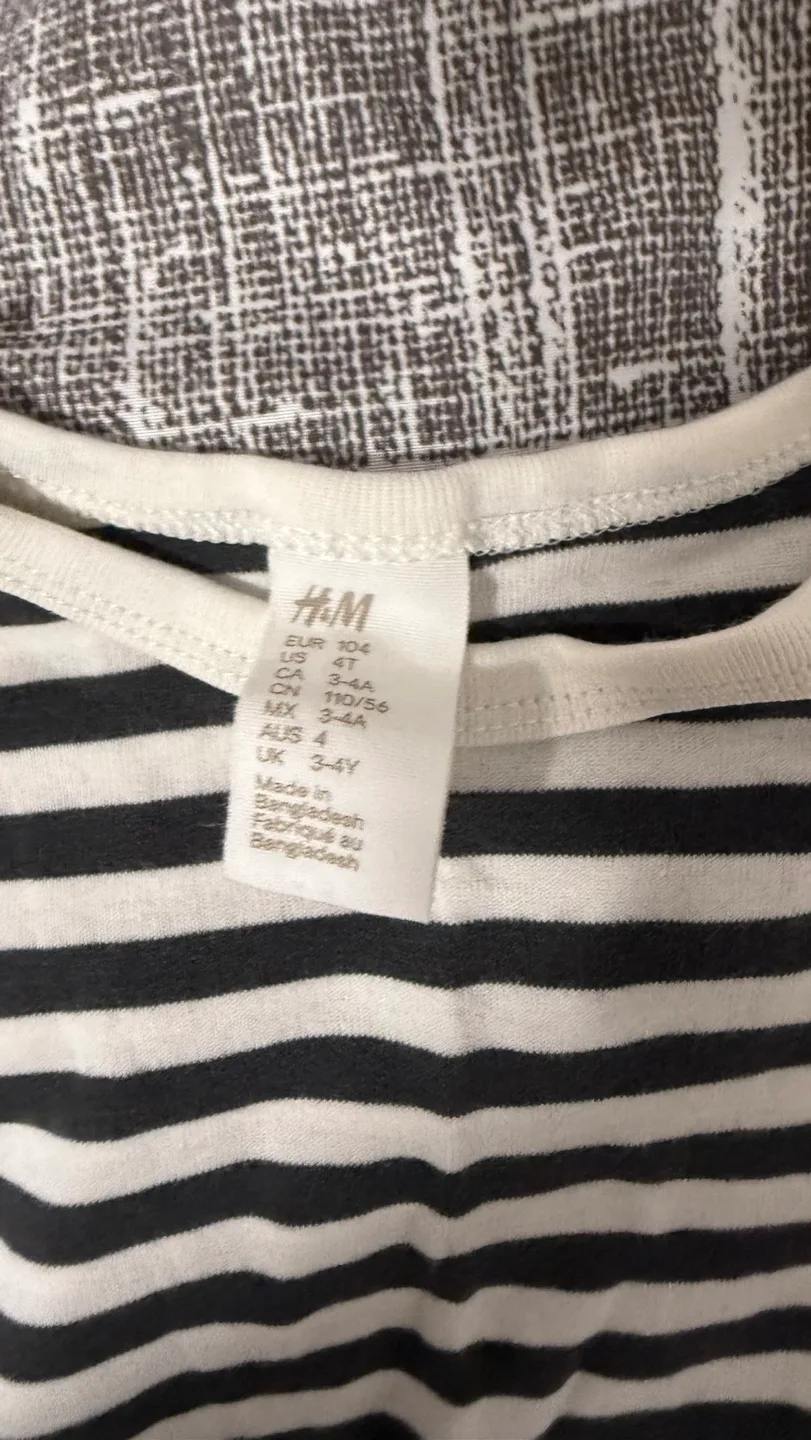 H&M
EUR 104
US 4T
CA 3-4A
CN 110/56
MX 3-4A
AUS 4
UK 3-4Y
Made in
Bangladesh
Fabriqué au
Bangladesh